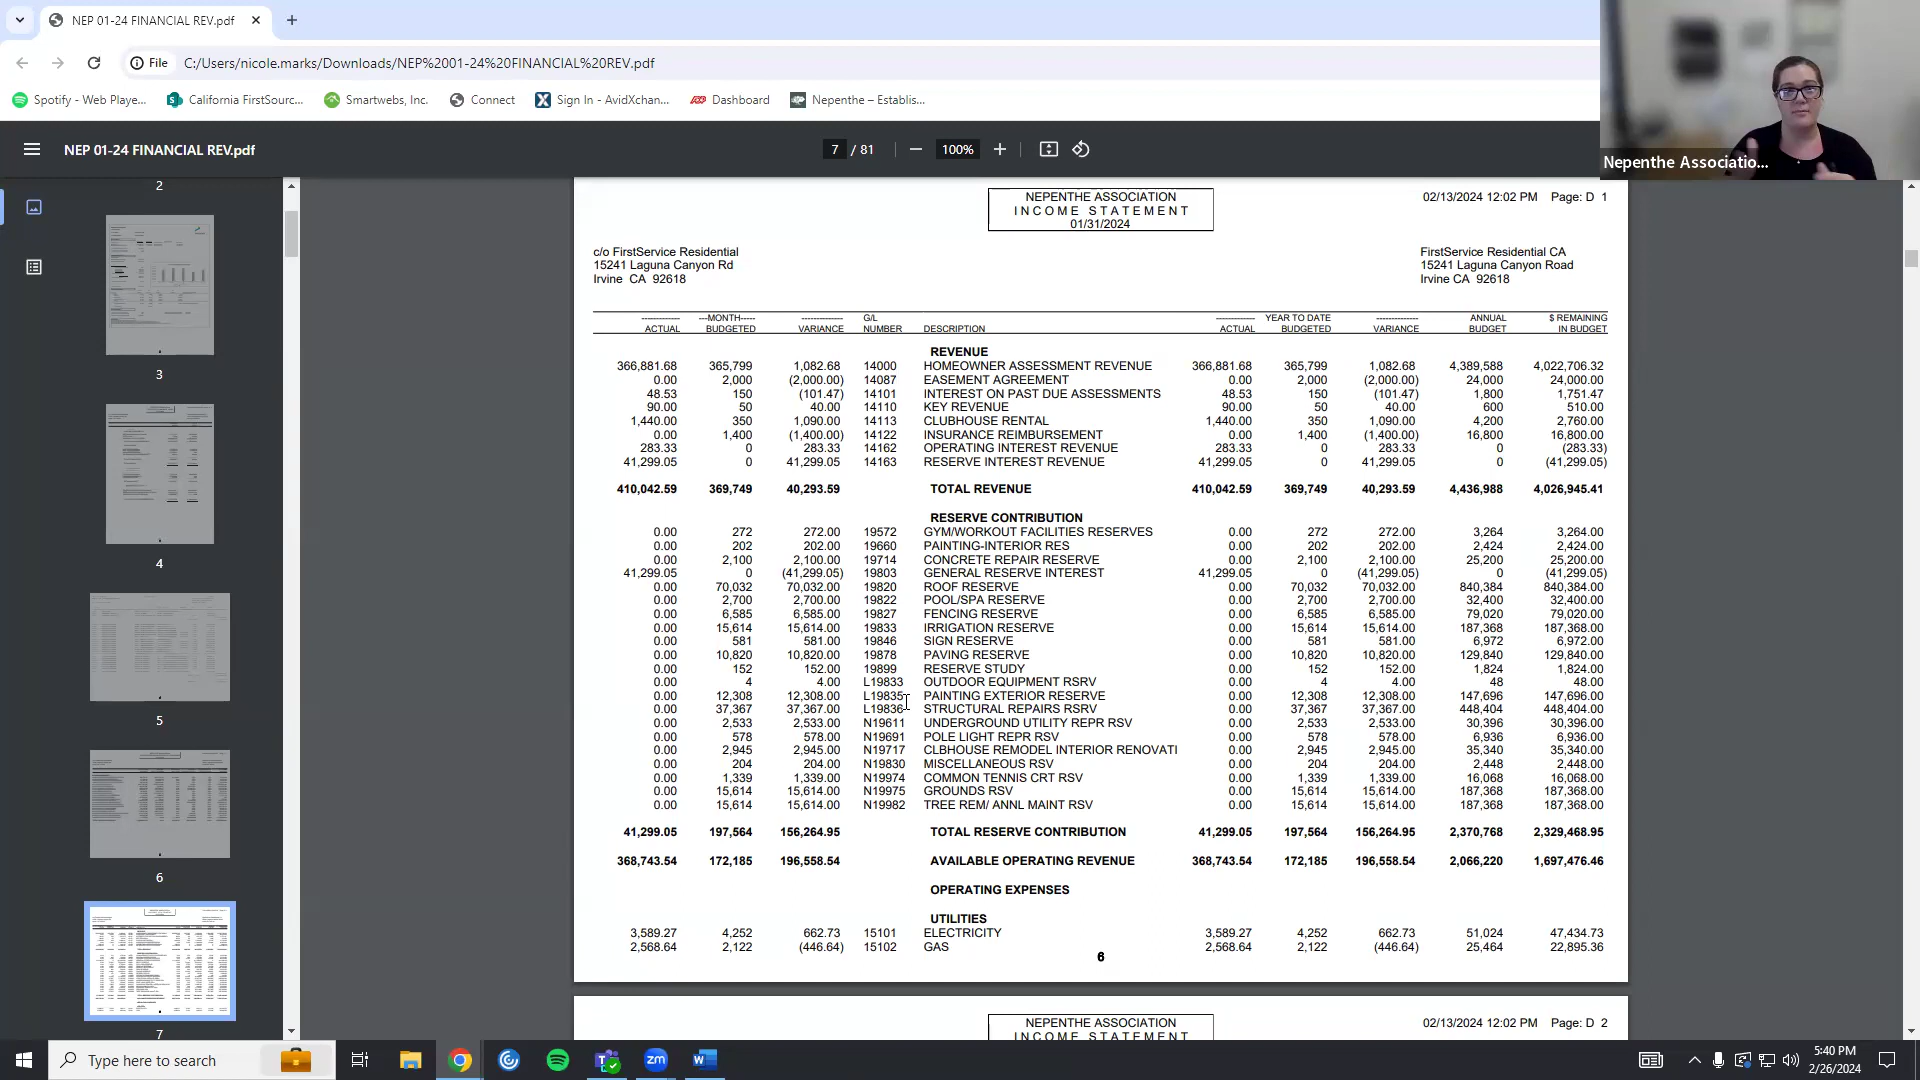 NEP 01-24 FINANCIAL REV.pdf
File C:/Users/nicole.marks/Downloads/NEP%2001-24%20FINANCIAL%20REV.pdf
Spotify - Web Playe... California FirstSourc... Smartwebs, Inc. Connect Sign In - AvidXchan... Dashboard Nepenthe – Establis...
NEP 01-24 FINANCIAL REV.pdf 7 / 81 100%
Nepenthe Associatio...
2
3
4
5
6
7
NEPENTHE ASSOCIATION 02/13/2024 12:02 PM Page: D 1
INCOME STATEMENT
01/31/2024
c/o FirstService Residential FirstService Residential CA
15241 Laguna Canyon Rd 15241 Laguna Canyon Road
Irvine CA 92618 Irvine CA 92618
------------- ---MONTH----- -------------- G/L ------------- YEAR TO DATE -------------- ANNUAL $ REMAINING
ACTUAL BUDGETED VARIANCE NUMBER DESCRIPTION ACTUAL BUDGETED VARIANCE BUDGET IN BUDGET
REVENUE
366,881.68 365,799 1,082.68 14000 HOMEOWNER ASSESSMENT REVENUE 366,881.68 365,799 1,082.68 4,389,588 4,022,706.32
0.00 2,000 (2,000.00) 14087 EASEMENT AGREEMENT 0.00 2,000 (2,000.00) 24,000 24,000.00
48.53 150 (101.47) 14101 INTEREST ON PAST DUE ASSESSMENTS 48.53 150 (101.47) 1,800 1,751.47
90.00 50 40.00 14110 KEY REVENUE 90.00 50 40.00 600 510.00
1,440.00 350 1,090.00 14113 CLUBHOUSE RENTAL 1,440.00 350 1,090.00 4,200 2,760.00
0.00 1,400 (1,400.00) 14122 INSURANCE REIMBURSEMENT 0.00 1,400 (1,400.00) 16,800 16,800.00
283.33 0 283.33 14162 OPERATING INTEREST REVENUE 283.33 0 283.33 0 (283.33)
41,299.05 0 41,299.05 14163 RESERVE INTEREST REVENUE 41,299.05 0 41,299.05 0 (41,299.05)
410,042.59 369,749 40,293.59 TOTAL REVENUE 410,042.59 369,749 40,293.59 4,436,988 4,026,945.41
RESERVE CONTRIBUTION
0.00 272 272.00 19572 GYM/WORKOUT FACILITIES RESERVES 0.00 272 272.00 3,264 3,264.00
0.00 202 202.00 19660 PAINTING-INTERIOR RES 0.00 202 202.00 2,424 2,424.00
0.00 2,100 2,100.00 19714 CONCRETE REPAIR RESERVE 0.00 2,100 2,100.00 25,200 25,200.00
41,299.05 0 (41,299.05) 19803 GENERAL RESERVE INTEREST 41,299.05 0 (41,299.05) 0 (41,299.05)
0.00 70,032 70,032.00 19820 ROOF RESERVE 0.00 70,032 70,032.00 840,384 840,384.00
0.00 2,700 2,700.00 19822 POOL/SPA RESERVE 0.00 2,700 2,700.00 32,400 32,400.00
0.00 6,585 6,585.00 19827 FENCING RESERVE 0.00 6,585 6,585.00 79,020 79,020.00
0.00 15,614 15,614.00 19833 IRRIGATION RESERVE 0.00 15,614 15,614.00 187,368 187,368.00
0.00 581 581.00 19846 SIGN RESERVE 0.00 581 581.00 6,972 6,972.00
0.00 10,820 10,820.00 19878 PAVING RESERVE 0.00 10,820 10,820.00 129,840 129,840.00
0.00 152 152.00 19899 RESERVE STUDY 0.00 152 152.00 1,824 1,824.00
0.00 4 4.00 L19833 OUTDOOR EQUIPMENT RSRV 0.00 4 4.00 48 48.00
0.00 12,308 12,308.00 L19835 PAINTING EXTERIOR RESERVE 0.00 12,308 12,308.00 147,696 147,696.00
0.00 37,367 37,367.00 L19836 STRUCTURAL REPAIRS RSRV 0.00 37,367 37,367.00 448,404 448,404.00
0.00 2,533 2,533.00 N19611 UNDERGROUND UTILITY REPR RSV 0.00 2,533 2,533.00 30,396 30,396.00
0.00 578 578.00 N19691 POLE LIGHT REPR RSV 0.00 578 578.00 6,936 6,936.00
0.00 2,945 2,945.00 N19717 CLBHOUSE REMODEL INTERIOR RENOVATI 0.00 2,945 2,945.00 35,340 35,340.00
0.00 204 204.00 N19830 MISCELLANEOUS RSV 0.00 204 204.00 2,448 2,448.00
0.00 1,339 1,339.00 N19974 COMMON TENNIS CRT RSV 0.00 1,339 1,339.00 16,068 16,068.00
0.00 15,614 15,614.00 N19975 GROUNDS RSV 0.00 15,614 15,614.00 187,368 187,368.00
0.00 15,614 15,614.00 N19982 TREE REM/ ANNL MAINT RSV 0.00 15,614 15,614.00 187,368 187,368.00
41,299.05 197,564 156,264.95 TOTAL RESERVE CONTRIBUTION 41,299.05 197,564 156,264.95 2,370,768 2,329,468.95
368,743.54 172,185 196,558.54 AVAILABLE OPERATING REVENUE 368,743.54 172,185 196,558.54 2,066,220 1,697,476.46
OPERATING EXPENSES
UTILITIES
3,589.27 4,252 662.73 15101 ELECTRICITY 3,589.27 4,252 662.73 51,024 47,434.73
2,568.64 2,122 (446.64) 15102 GAS 2,568.64 2,122 (446.64) 25,464 22,895.36
6
NEPENTHE ASSOCIATION 02/13/2024 12:02 PM Page: D 2
INCOME STATEMENT
Type here to search
zm
5:40 PM
2/26/2024